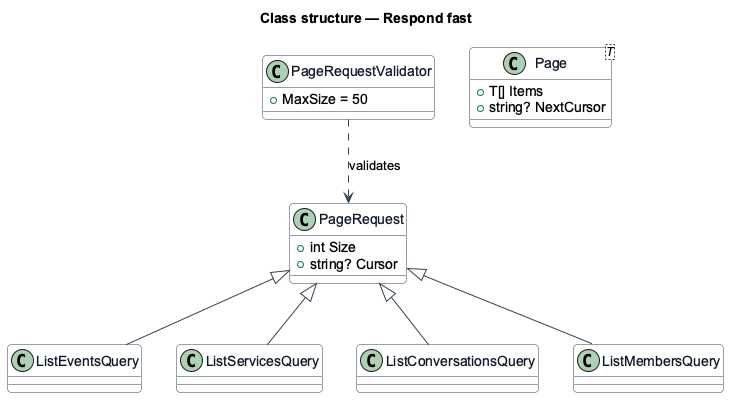 Class structure — Respond fast
C PageRequestValidator
MaxSize = 50
C Page
T
T[] Items
string? NextCursor
validates
C PageRequest
int Size
string? Cursor
C ListEventsQuery
C ListServicesQuery
C ListConversationsQuery
C ListMembersQuery